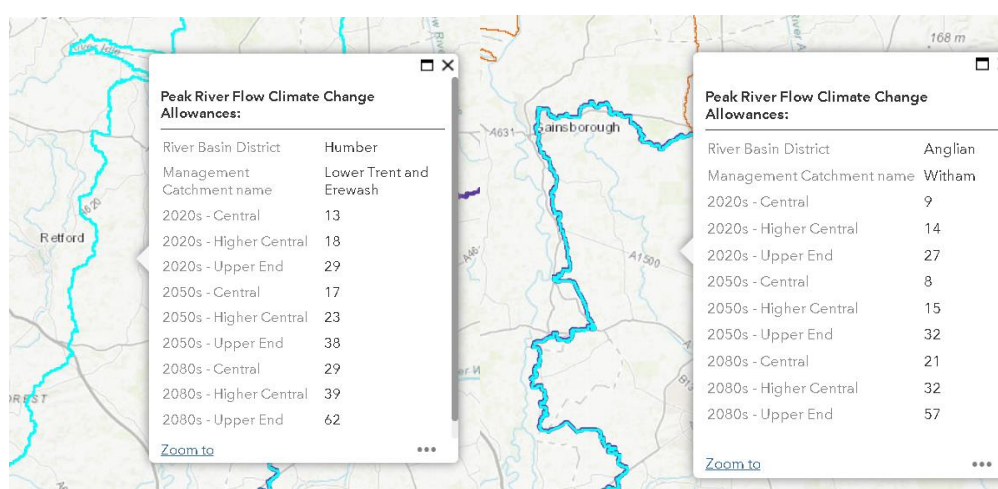 River Idle
A620
Retford
Peak River Flow Climate Change
Allowances:
River Basin District Humber
Management Lower Trent and
Catchment name Erewash
2020s - Central 13
2020s - Higher Central 18
2020s - Upper End 29
2050s - Central 17
2050s - Higher Central 23
2050s - Upper End 38
2080s - Central 29
2080s - Higher Central 39
2080s - Upper End 62
Zoom to
A631
Gainsborough
A46
A1500
168 m
Peak River Flow Climate Change
Allowances:
River Basin District Anglian
Management Catchment name Witham
2020s - Central 9
2020s - Higher Central 14
2020s - Upper End 27
2050s - Central 8
2050s - Higher Central 15
2050s - Upper End 32
2080s - Central 21
2080s - Higher Central 32
2080s - Upper End 57
Zoom to